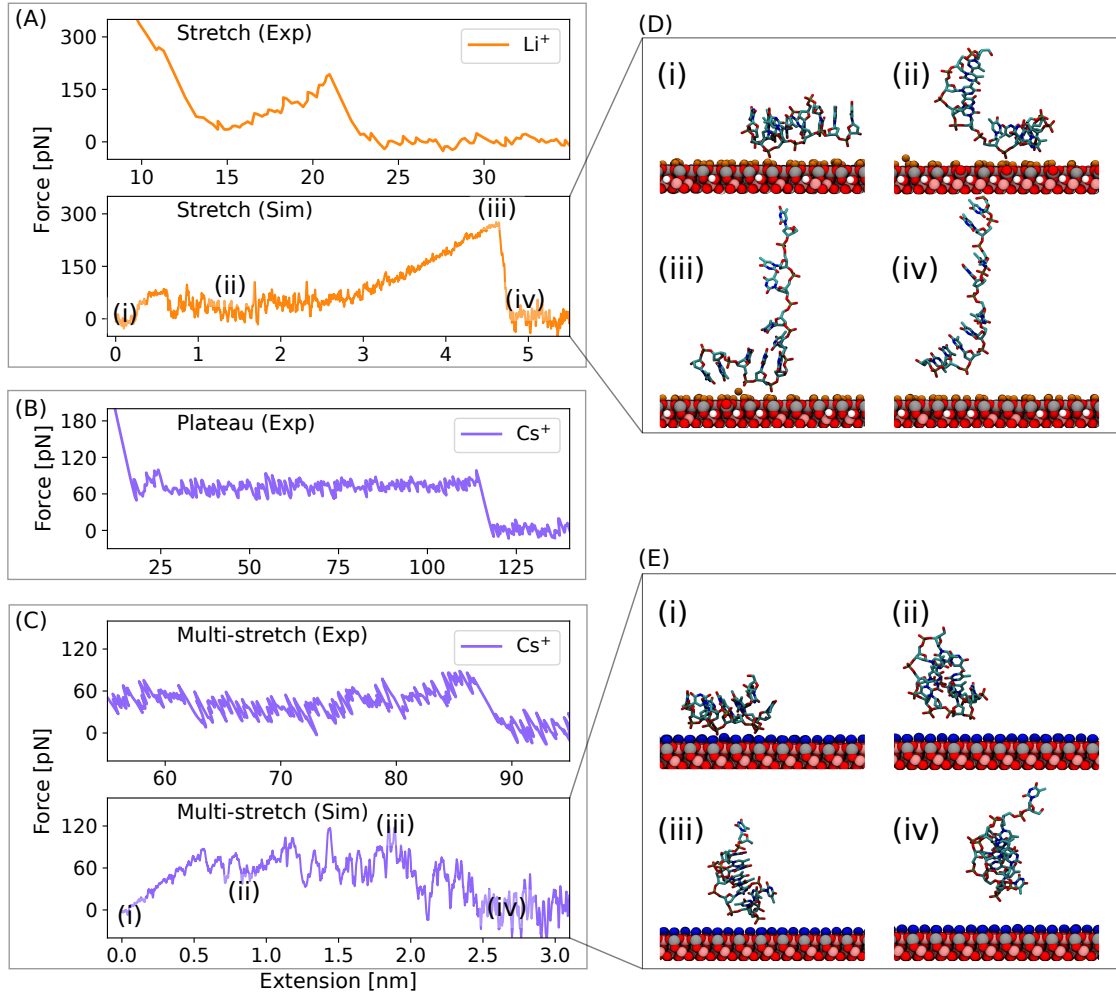 (A)
Stretch (Exp)
Li⁺
300
150
0
10 15 20 25 30
Force [pN]
Stretch (Sim)
(iii)
300
150
0
(i)
(ii)
(iv)
0 1 2 3 4 5
(B)
Plateau (Exp)
Cs⁺
180
120
60
0
Force [pN]
25 50 75 100 125
(C)
Multi-stretch (Exp)
Cs⁺
120
60
0
60 70 80 90
Force [pN]
Multi-stretch (Sim)
120
60
0
(i)
(ii)
(iii)
(iv)
0.0 0.5 1.0 1.5 2.0 2.5 3.0
Extension [nm]
(D)
(i) (ii)
(iii) (iv)
(E)
(i) (ii)
(iii) (iv)